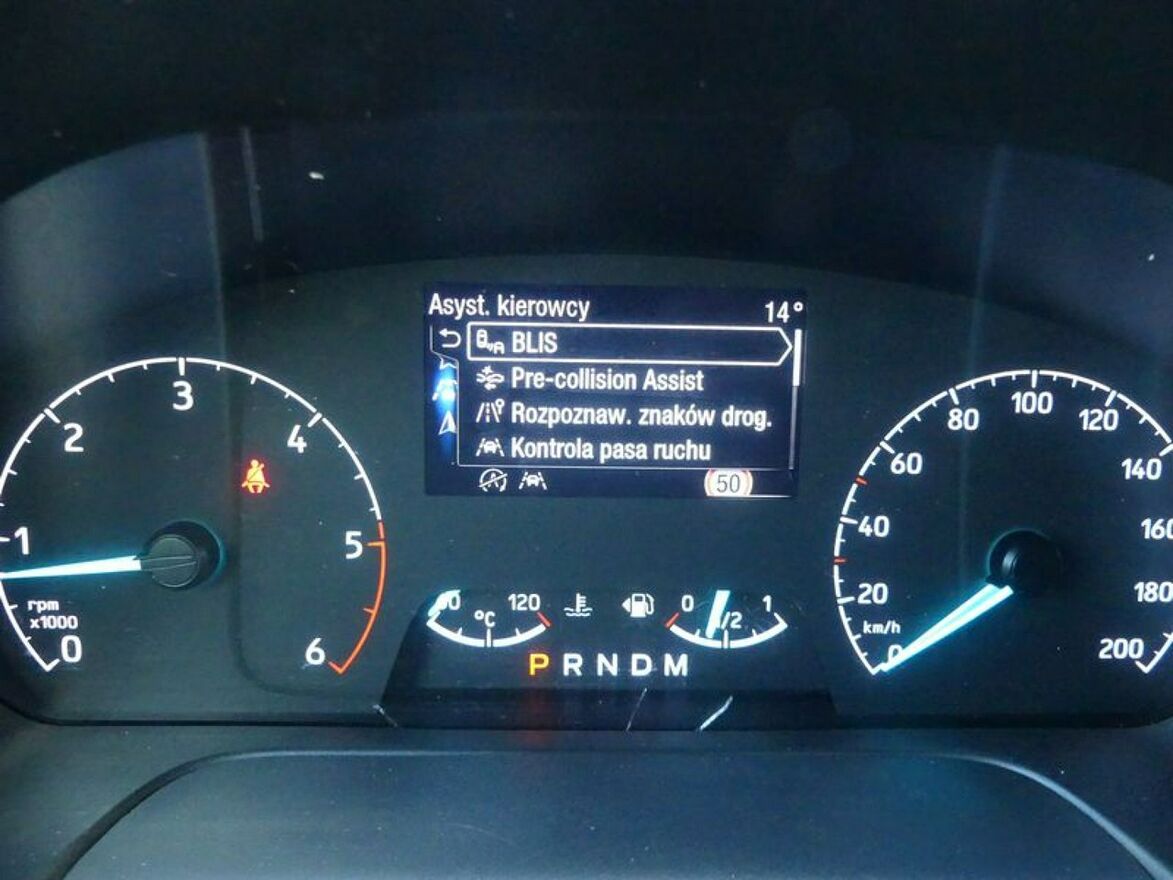 Asyst. kierowcy 14°
BLIS
Pre-collision Assist
Rozpoznaw. znaków drog.
Kontrola pasa ruchu
50
0
1
2
3
4
5
6
rpm
x1000
120
°C
0
1/2
1
P R N D M
0
20
40
60
80
100
120
140
160
180
200
km/h